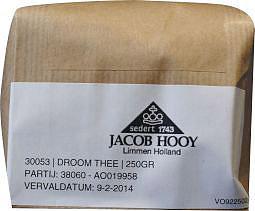 sedert 1743
JACOB HOOY
Limmen Holland
30053 | DROOM THEE | 250GR
PARTIJ: 38060 - AO019958
VERVALDATUM: 9-2-2014